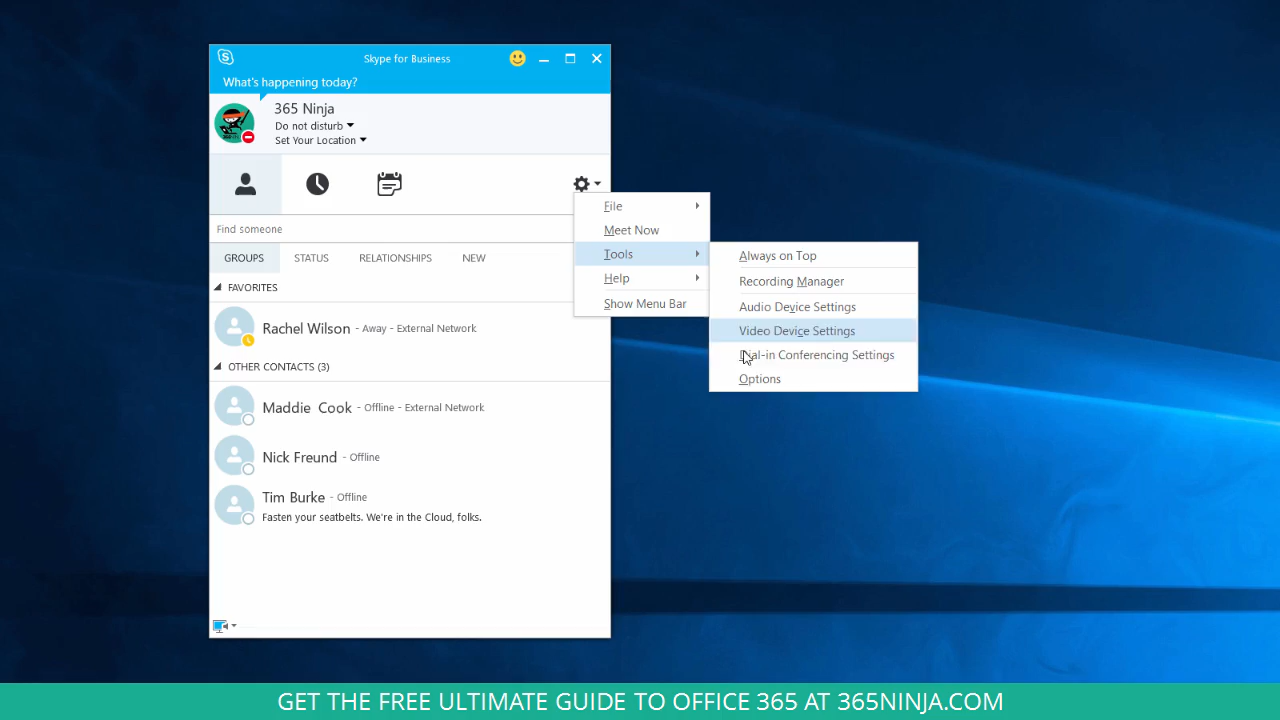 Skype for Business
What's happening today?
365 Ninja
Do not disturb
Set Your Location
File
Meet Now
Tools
Help
Show Menu Bar
Always on Top
Recording Manager
Audio Device Settings
Video Device Settings
Dial-in Conferencing Settings
Options
Find someone
GROUPS STATUS RELATIONSHIPS NEW
FAVORITES
Rachel Wilson - Away - External Network
OTHER CONTACTS (3)
Maddie Cook - Offline - External Network
Nick Freund - Offline
Tim Burke - Offline
Fasten your seatbelts. We're in the Cloud, folks.
GET THE FREE ULTIMATE GUIDE TO OFFICE 365 AT 365NINJA.COM